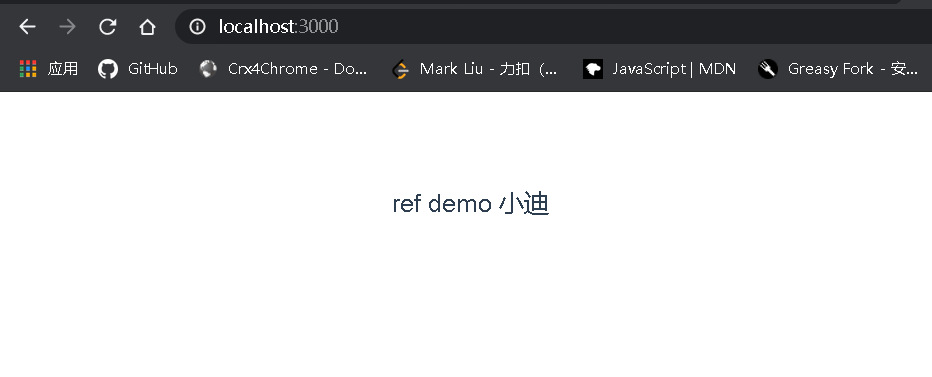 localhost:3000
应用 GitHub Crx4Chrome - Do... Mark Liu - 力扣（... JavaScript | MDN Greasy Fork - 安...
ref demo 小迪